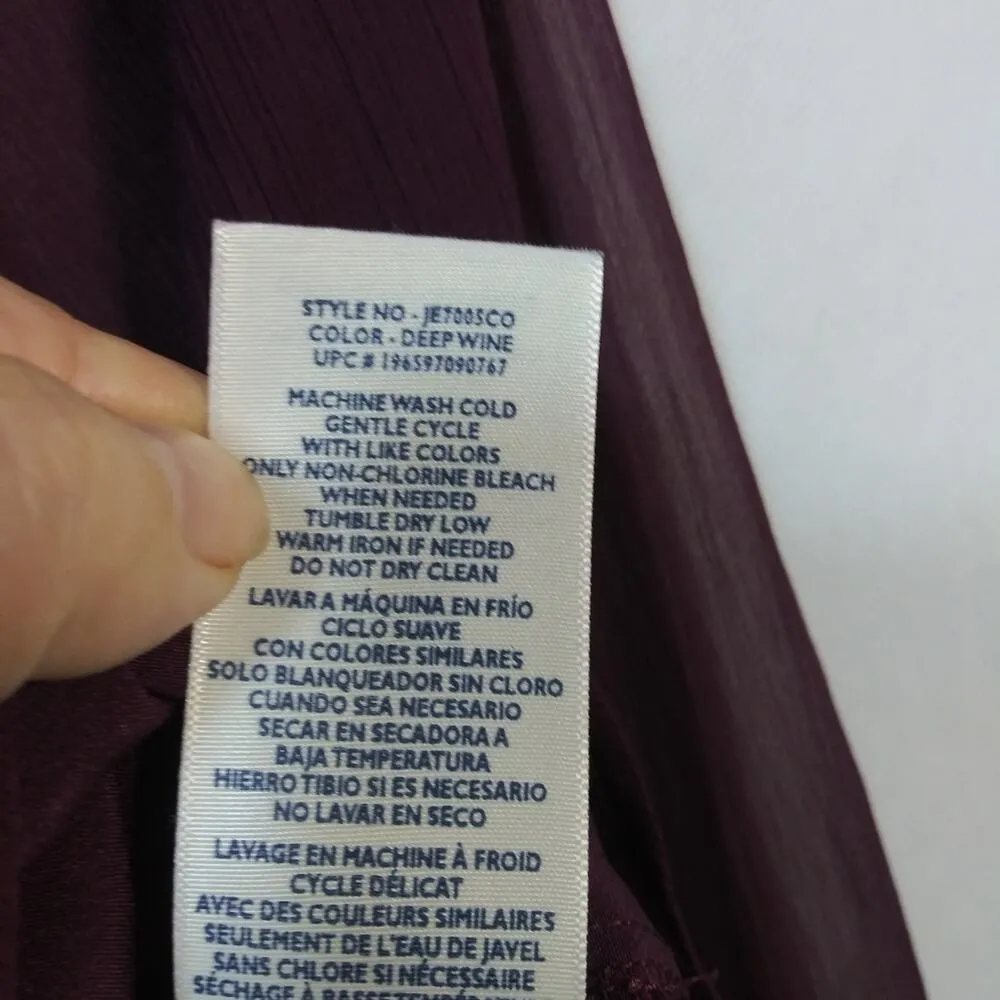 STYLE NO - JE7005CO
COLOR - DEEP WINE
UPC # 196597090767
MACHINE WASH COLD
GENTLE CYCLE
WITH LIKE COLORS
ONLY NON-CHLORINE BLEACH
WHEN NEEDED
TUMBLE DRY LOW
WARM IRON IF NEEDED
DO NOT DRY CLEAN
LAVAR A MÁQUINA EN FRÍO
CICLO SUAVE
CON COLORES SIMILARES
SOLO BLANQUEADOR SIN CLORO
CUANDO SEA NECESARIO
SECAR EN SECADORA A
BAJA TEMPERATURA
HIERRO TIBIO SI ES NECESARIO
NO LAVAR EN SECO
LAVAGE EN MACHINE À FROID
CYCLE DÉLICAT
AVEC DES COULEURS SIMILAIRES
SEULEMENT DE L'EAU DE JAVEL
SANS CHLORE SI NÉCESSAIRE
SÉCHAGE À BASSE